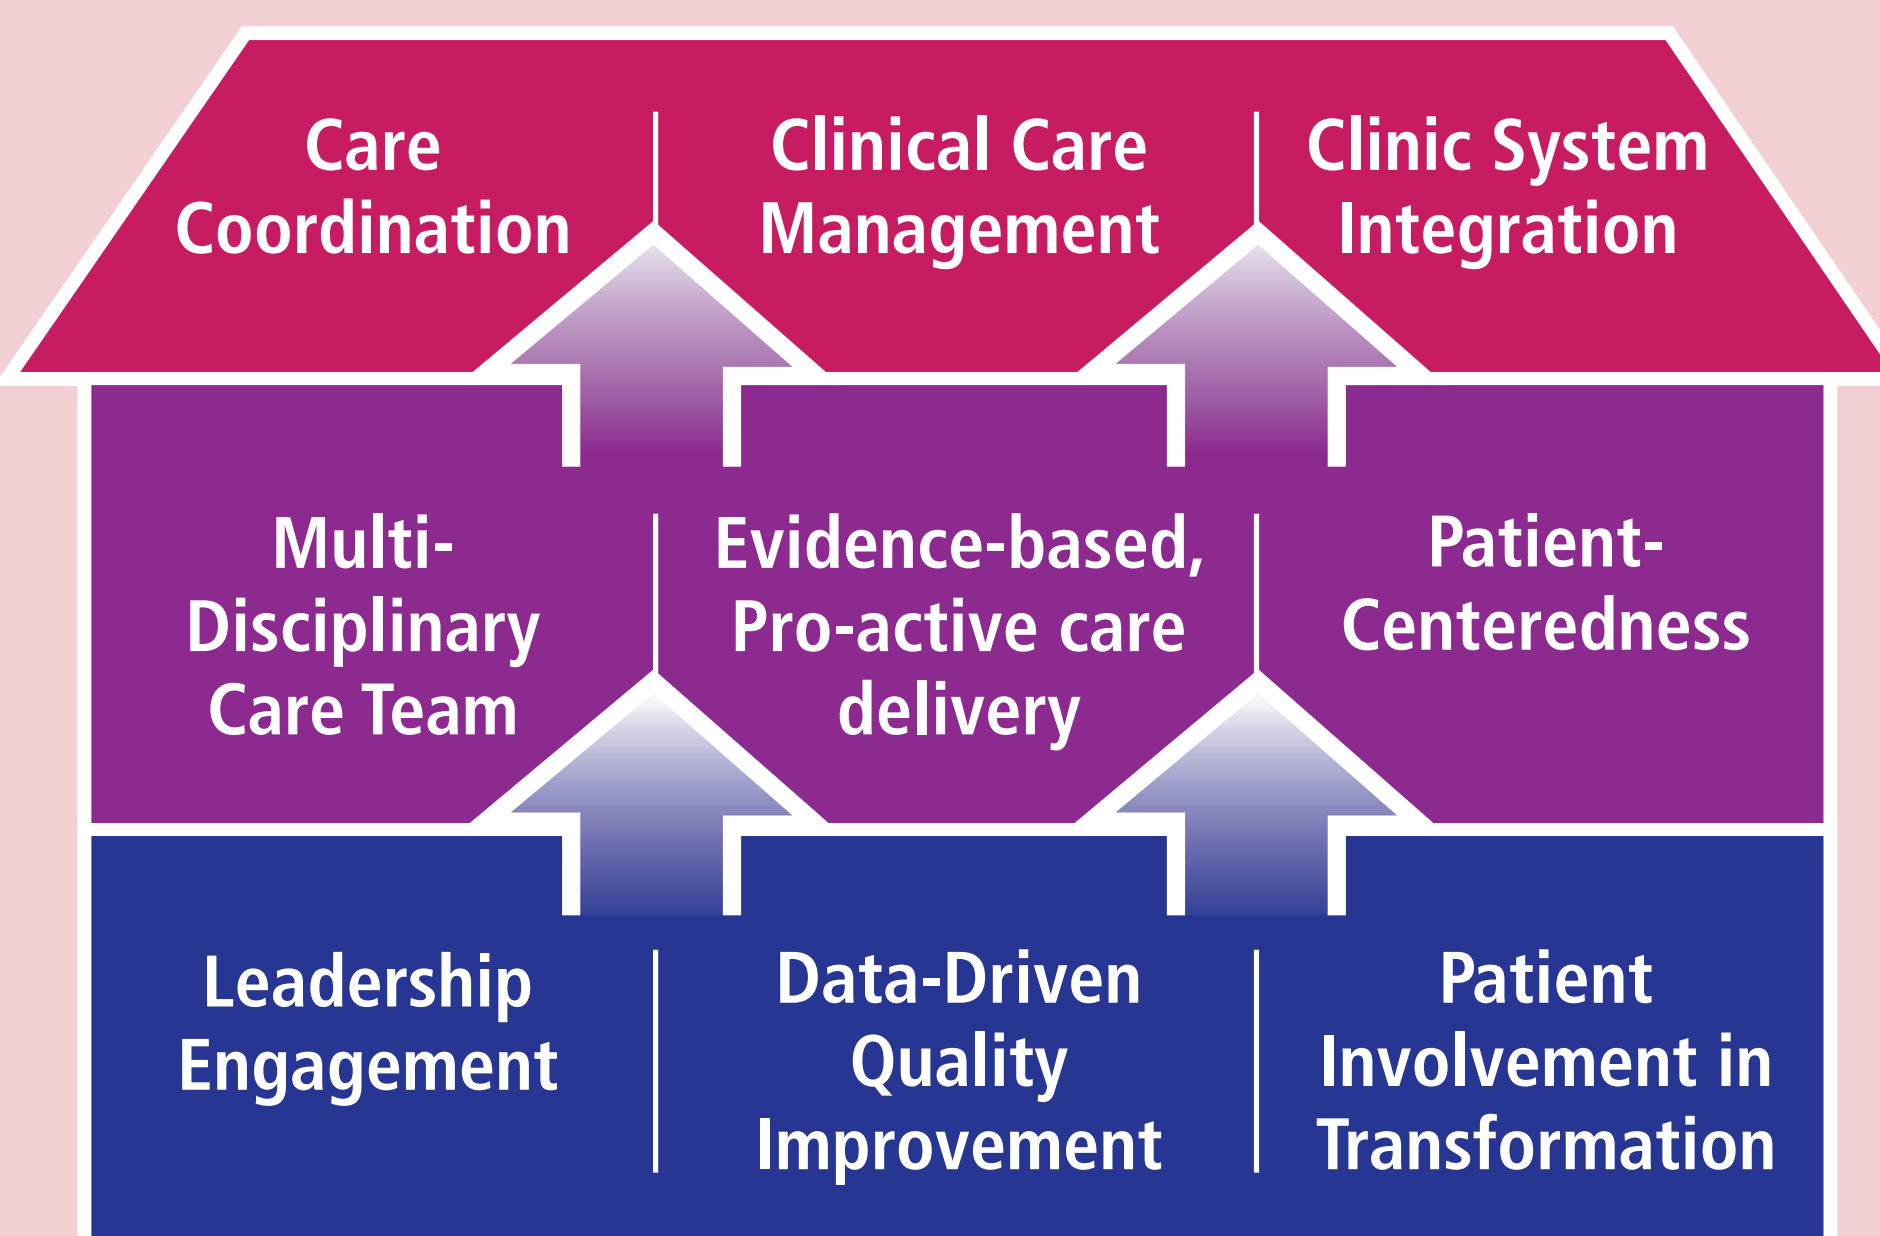 Care
Coordination
Clinical Care
Management
Clinic System
Integration
Multi-
Disciplinary
Care Team
Evidence-based,
Pro-active care
delivery
Patient-
Centeredness
Leadership
Engagement
Data-Driven
Quality
Improvement
Patient
Involvement in
Transformation